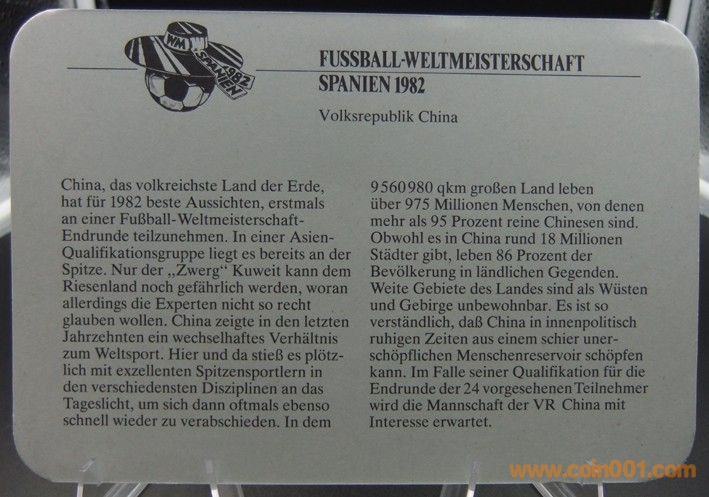 WM
SPANIEN
1982
FUSSBALL-WELTMEISTERSCHAFT
SPANIEN 1982
Volksrepublik China
China, das volkreichste Land der Erde,
hat für 1982 beste Aussichten, erstmals
an einer Fußball-Weltmeisterschaft-
Endrunde teilzunehmen. In einer Asien-
Qualifikationsgruppe liegt es bereits an der
Spitze. Nur der „Zwerg“ Kuweit kann dem
Riesenland noch gefährlich werden, woran
allerdings die Experten nicht so recht
glauben wollen. China zeigte in den letzten
Jahrzehnten ein wechselhaftes Verhältnis
zum Weltsport. Hier und da stieß es plötz-
lich mit exzellenten Spitzensportlern in
den verschiedensten Disziplinen an das
Tageslicht, um sich dann oftmals ebenso
schnell wieder zu verabschieden. In dem
9 560 980 qkm großen Land leben
über 975 Millionen Menschen, von denen
mehr als 95 Prozent reine Chinesen sind.
Obwohl es in China rund 18 Millionen
Städter gibt, leben 86 Prozent der
Bevölkerung in ländlichen Gegenden.
Weite Gebiete des Landes sind als Wüsten
und Gebirge unbewohnbar. Es ist so
verständlich, daß China in innenpolitisch
ruhigen Zeiten aus einem schier uner-
schöpflichen Menschenreservoir schöpfen
kann. Im Falle seiner Qualifikation für die
Endrunde der 24 vorgesehenen Teilnehmer
wird die Mannschaft der VR China mit
Interesse erwartet.
www.coin001.com